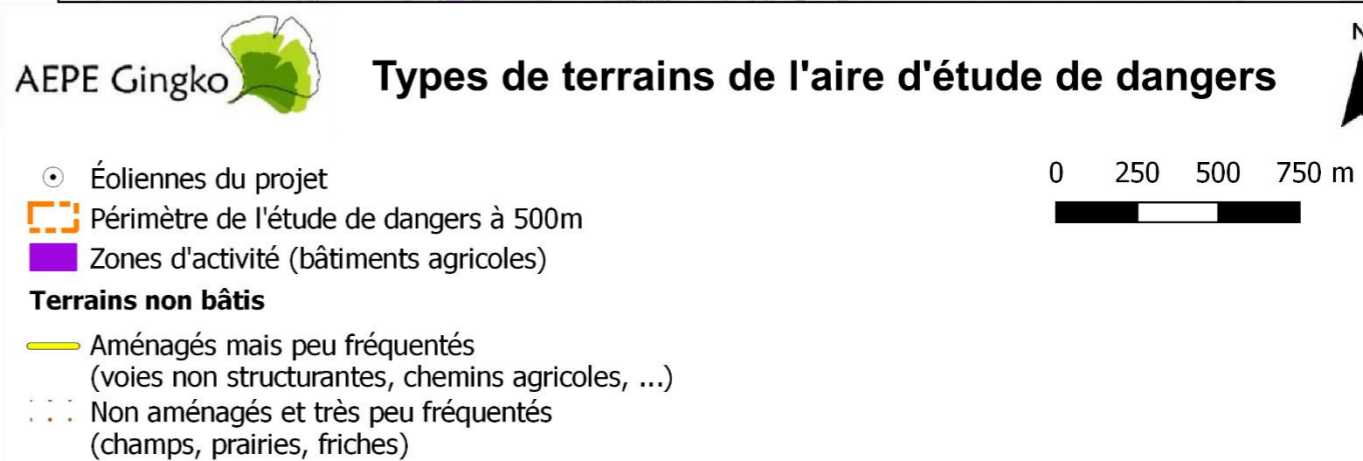 AEPE Gingko
Types de terrains de l'aire d'étude de dangers
N
0 250 500 750 m
Éoliennes du projet
Périmètre de l'étude de dangers à 500m
Zones d'activité (bâtiments agricoles)
Terrains non bâtis
Aménagés mais peu fréquentés
(voies non structurantes, chemins agricoles, ...)
Non aménagés et très peu fréquentés
(champs, prairies, friches)